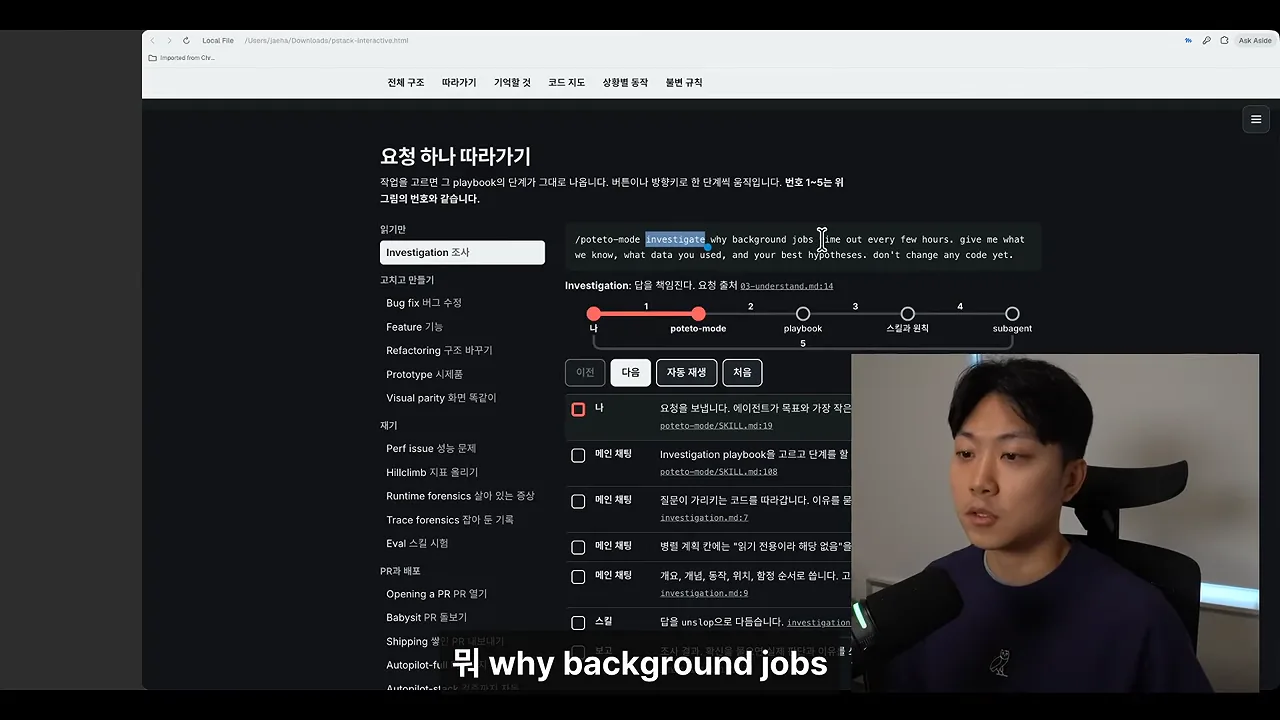 Local File /Users/jaeha/Downloads/pstack-interactive.html
Ask Aside
Imported from Chr...
전체 구조 따라가기 기억할 것 코드 지도 상황별 동작 불변 규칙
요청 하나 따라가기
작업을 고르면 그 playbook의 단계가 그대로 나옵니다. 버튼이나 방향키로 한 단계씩 움직입니다. 번호 1~5는 위
그림의 번호와 같습니다.
읽기만
Investigation 조사
고치고 만들기
Bug fix 버그 수정
Feature 기능
Refactoring 구조 바꾸기
Prototype 시제품
Visual parity 화면 똑같이
재기
Perf issue 성능 문제
Hillclimb 지표 올리기
Runtime forensics 살아 있는 증상
Trace forensics 잡아 둔 기록
Eval 스킬 시험
PR과 배포
Opening a PR PR 열기
Babysit PR 돌보기
Shipping 쌓인 PR 내보내기
Autopilot-full
Autopilot-stack
/poteto-mode investigate why background jobs time out every few hours. give me what
we know, what data you used, and your best hypotheses. don't change any code yet.
Investigation: 답을 책임진다. 요청 출처 03-understand.md:14
1 2 3 4
나 poteto-mode playbook 스킬과 원칙 subagent
5
이전 다음 자동 재생 처음
나 요청을 보냅니다. 에이전트가 목표와 가장 작은
poteto-mode/SKILL.md:19
메인 채팅 Investigation playbook을 고르고 단계를 할
poteto-mode/SKILL.md:108
메인 채팅 질문이 가리키는 코드를 따라갑니다. 이유를 묻
investigation.md:7
메인 채팅 병렬 계획 칸에는 "읽기 전용이라 해당 없음"을
메인 채팅 개요, 개념, 동작, 위치, 함정 순서로 씁니다. 고
investigation.md:9
스킬 답을 unslop으로 다듬습니다. investigation
보고
뭐 why background jobs